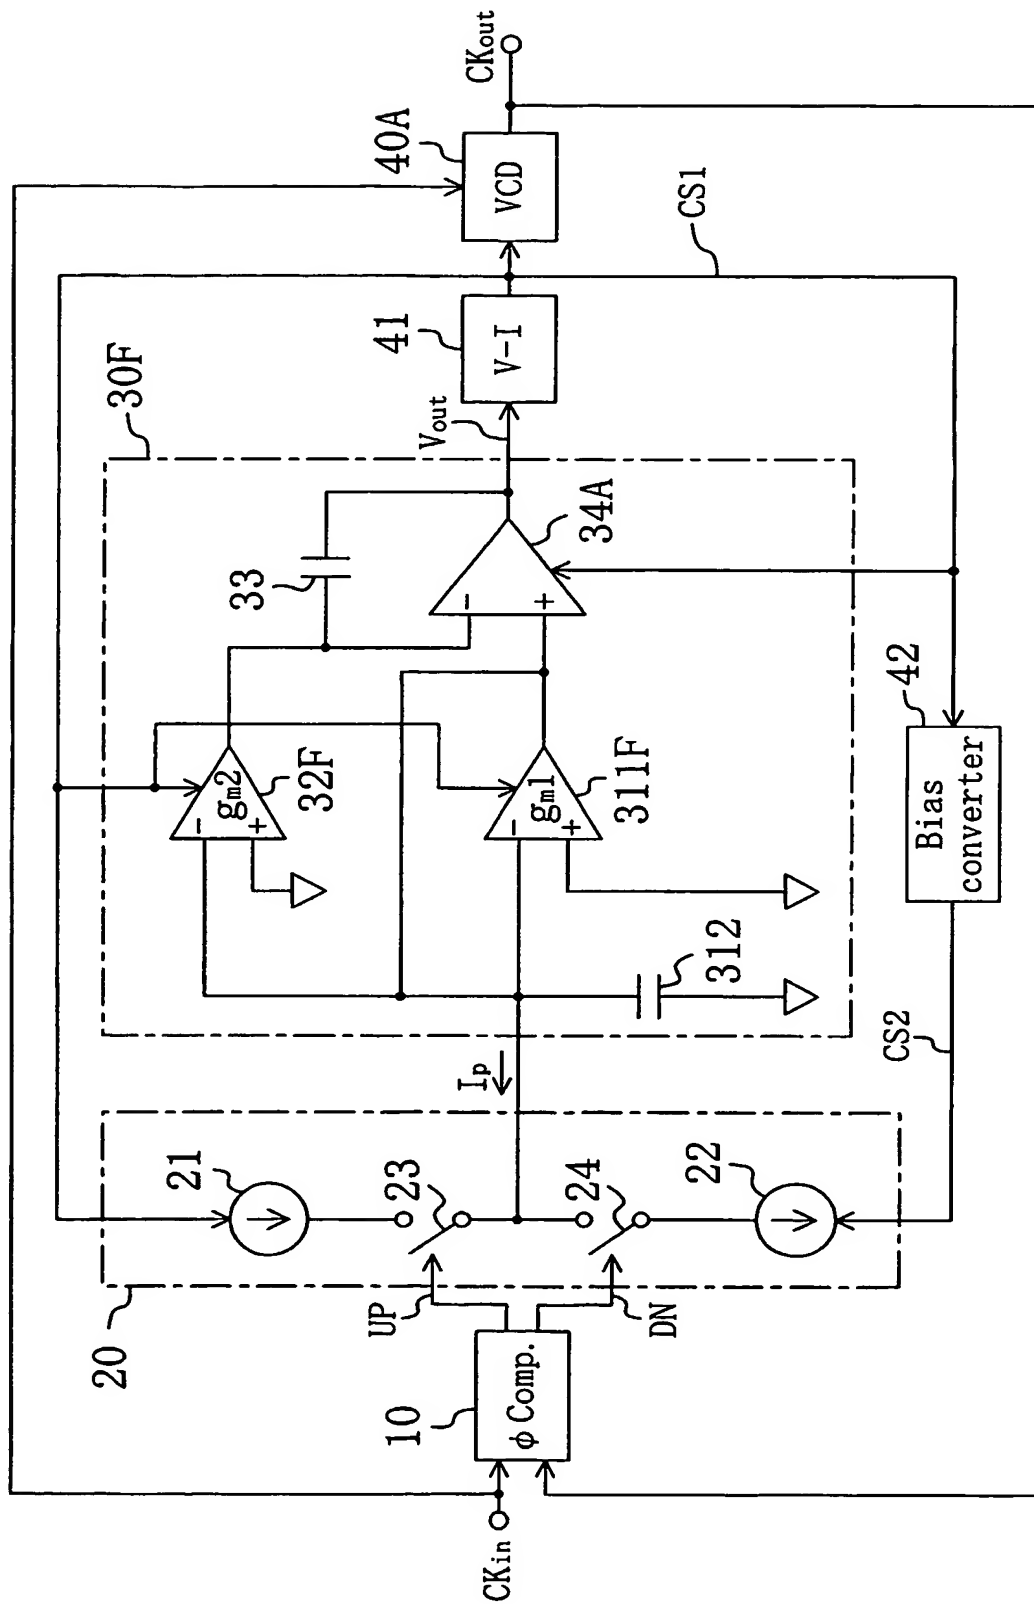 CKin
10
ϕ Comp.
UP
DN
20
21
23
24
22
Ip
30F
312
gm2
-
+
32F
gm1
-
+
311F
33
-
+
34A
Vout
41
V-I
40A
VCD
CKout
CS1
42
Bias
converter
CS2